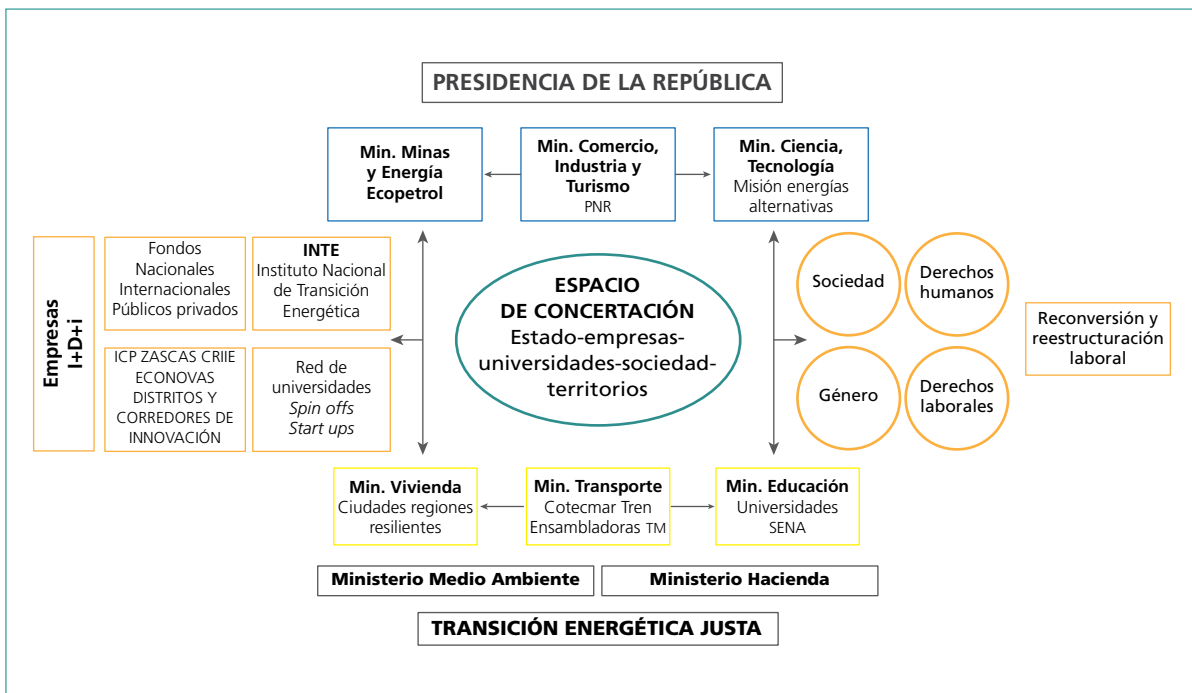 PRESIDENCIA DE LA REPÚBLICA
Min. Minas
y Energía
Ecopetrol
Min. Comercio,
Industria y
Turismo
PNR
Min. Ciencia,
Tecnología
Misión energías
alternativas
Empresas
I+D+i
Fondos
Nacionales
Internacionales
Públicos privados
INTE
Instituto Nacional
de Transición
Energética
ICP ZASCAS CRIIE
ECONOVAS
DISTRITOS Y
CORREDORES DE
INNOVACIÓN
Red de
universidades
Spin offs
Start ups
ESPACIO
DE CONCERTACIÓN
Estado-empresas-
universidades-sociedad-
territorios
Sociedad
Derechos
humanos
Género
Derechos
laborales
Reconversión y
reestructuración
laboral
Min. Vivienda
Ciudades regiones
resilientes
Min. Transporte
Cotecmar Tren
Ensambladoras TM
Min. Educación
Universidades
SENA
Ministerio Medio Ambiente
Ministerio Hacienda
TRANSICIÓN ENERGÉTICA JUSTA